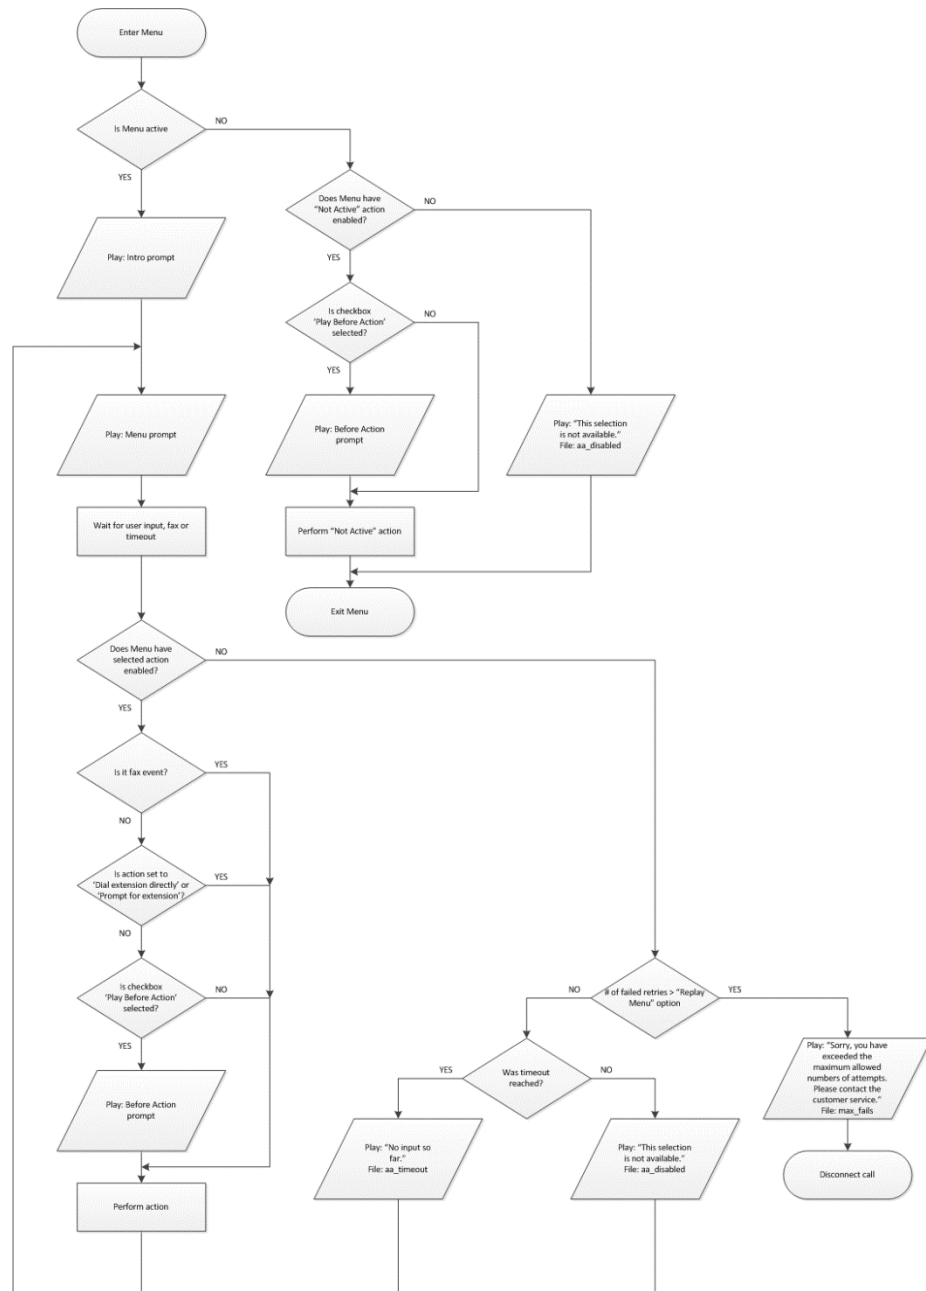 Enter Menu
Is Menu active
NO
YES
Does Menu have
"Not Active" action
enabled?
NO
YES
Play: Intro prompt
Is checkbox
'Play Before Action'
selected?
NO
YES
Play: Menu prompt
Play: Before Action
prompt
Play: "This selection
is not available."
File: aa_disabled
Wait for user input, fax or
timeout
Perform "Not Active" action
Exit Menu
Does Menu have
selected action
enabled?
NO
YES
Is it fax event?
YES
NO
Is action set to
'Dial extension directly' or
'Prompt for extension'?
YES
NO
Is checkbox
'Play Before Action'
selected?
NO
YES
# of failed retries > "Replay
Menu" option
NO
YES
Was timeout
reached?
YES
NO
Play: "Sorry, you have
exceeded the
maximum allowed
numbers of attempts.
Please contact the
customer service."
File: max_fails
Play: Before Action
prompt
Play: "No input so
far."
File: aa_timeout
Play: "This selection
is not available."
File: aa_disabled
Disconnect call
Perform action